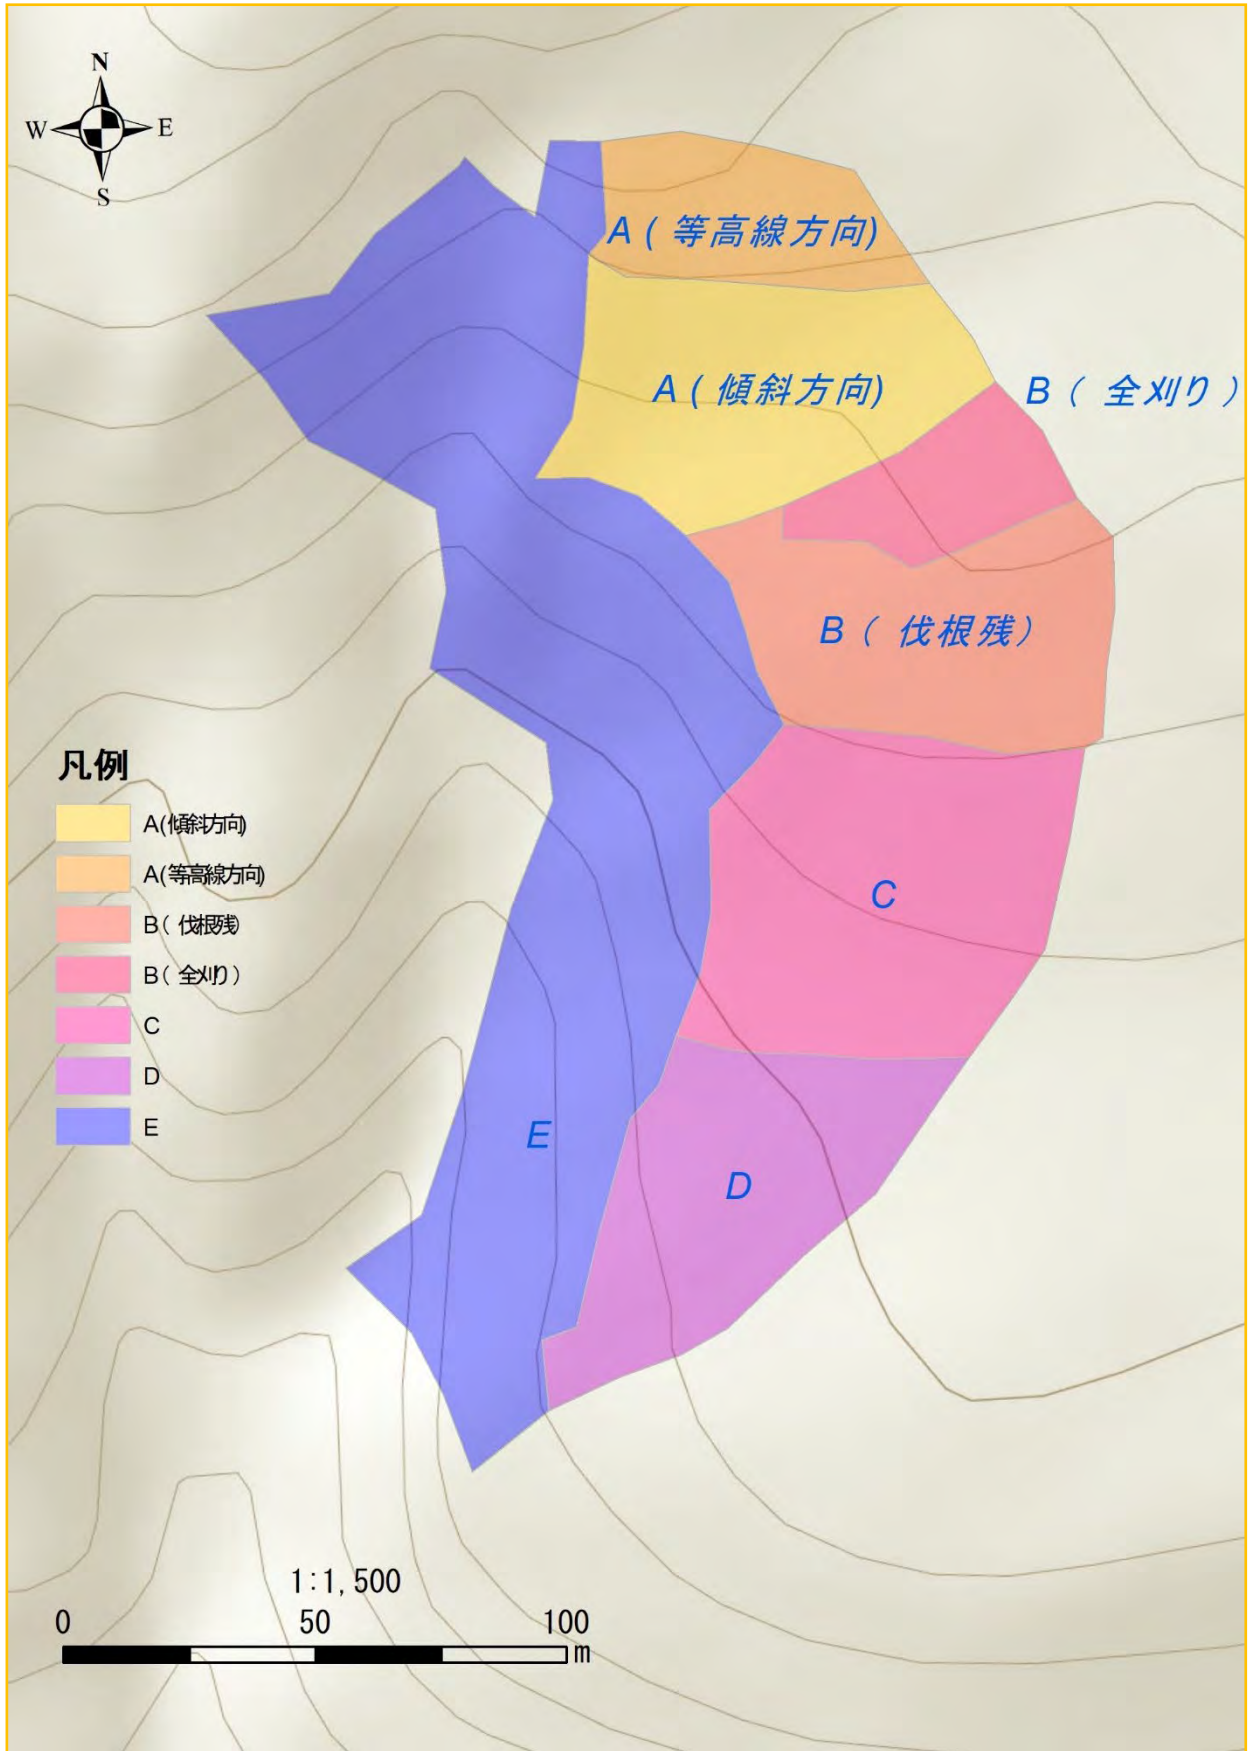 N
W E
S
A ( 等高線方向)
A ( 傾斜方向)
B ( 全刈り )
B ( 伐根残)
凡例
A(傾斜方向)
A(等高線方向)
B ( 伐根残)
B ( 全刈り )
C
D
E
C
E
D
1:1,500
0 50 100
m